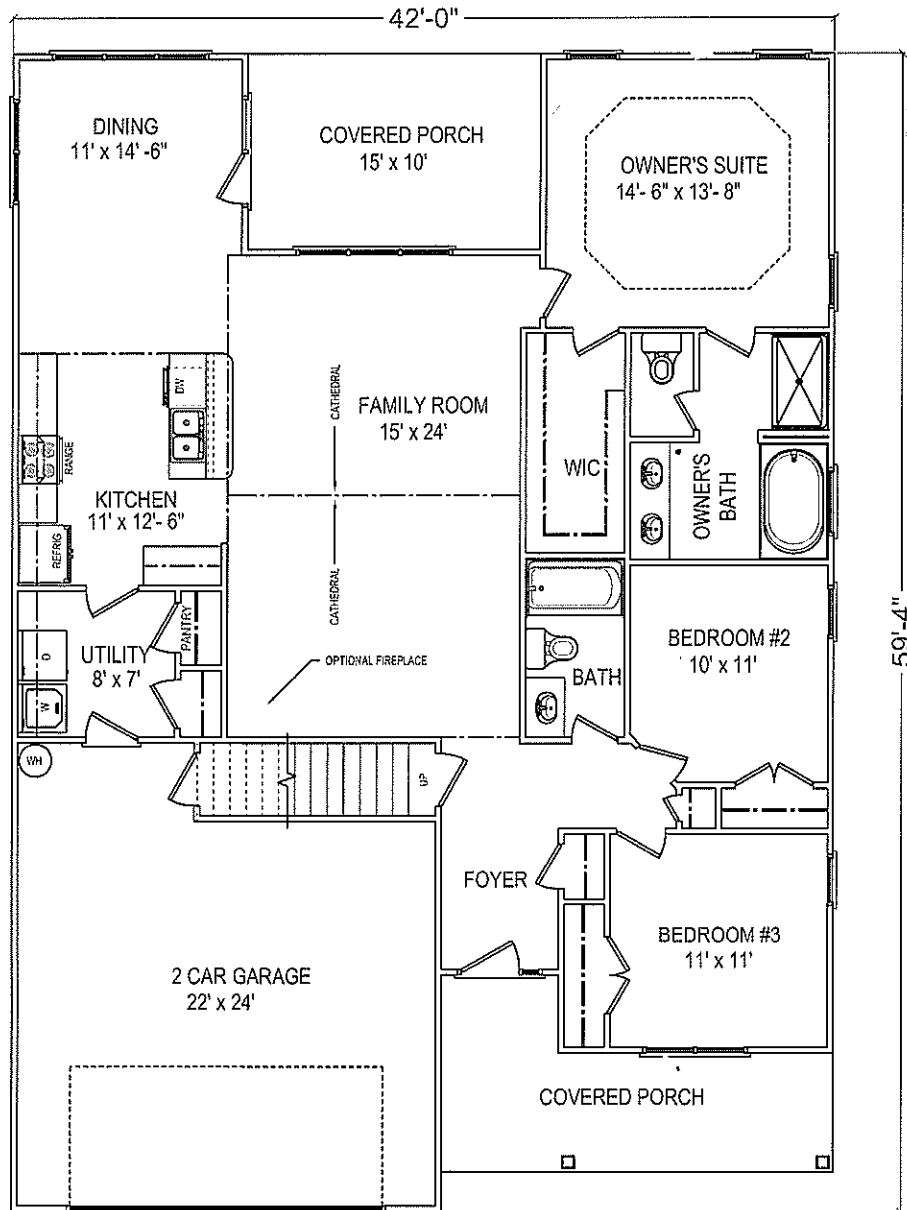 42'-0"
DINING
11' x 14' -6"
COVERED PORCH
15' x 10'
OWNER'S SUITE
14'- 6" x 13'- 8"
CATHEDRAL
DW
FAMILY ROOM
15' x 24'
RANGE
WIC
OWNER'S
BATH
KITCHEN
11' x 12'- 6"
REFRIG
CATHEDRAL
59'-4"
PANTRY
BEDROOM #2
10' x 11'
UTILITY
8' x 7'
D
OPTIONAL FIREPLACE
BATH
W
WH
UP
FOYER
BEDROOM #3
11' x 11'
2 CAR GARAGE
22' x 24'
COVERED PORCH